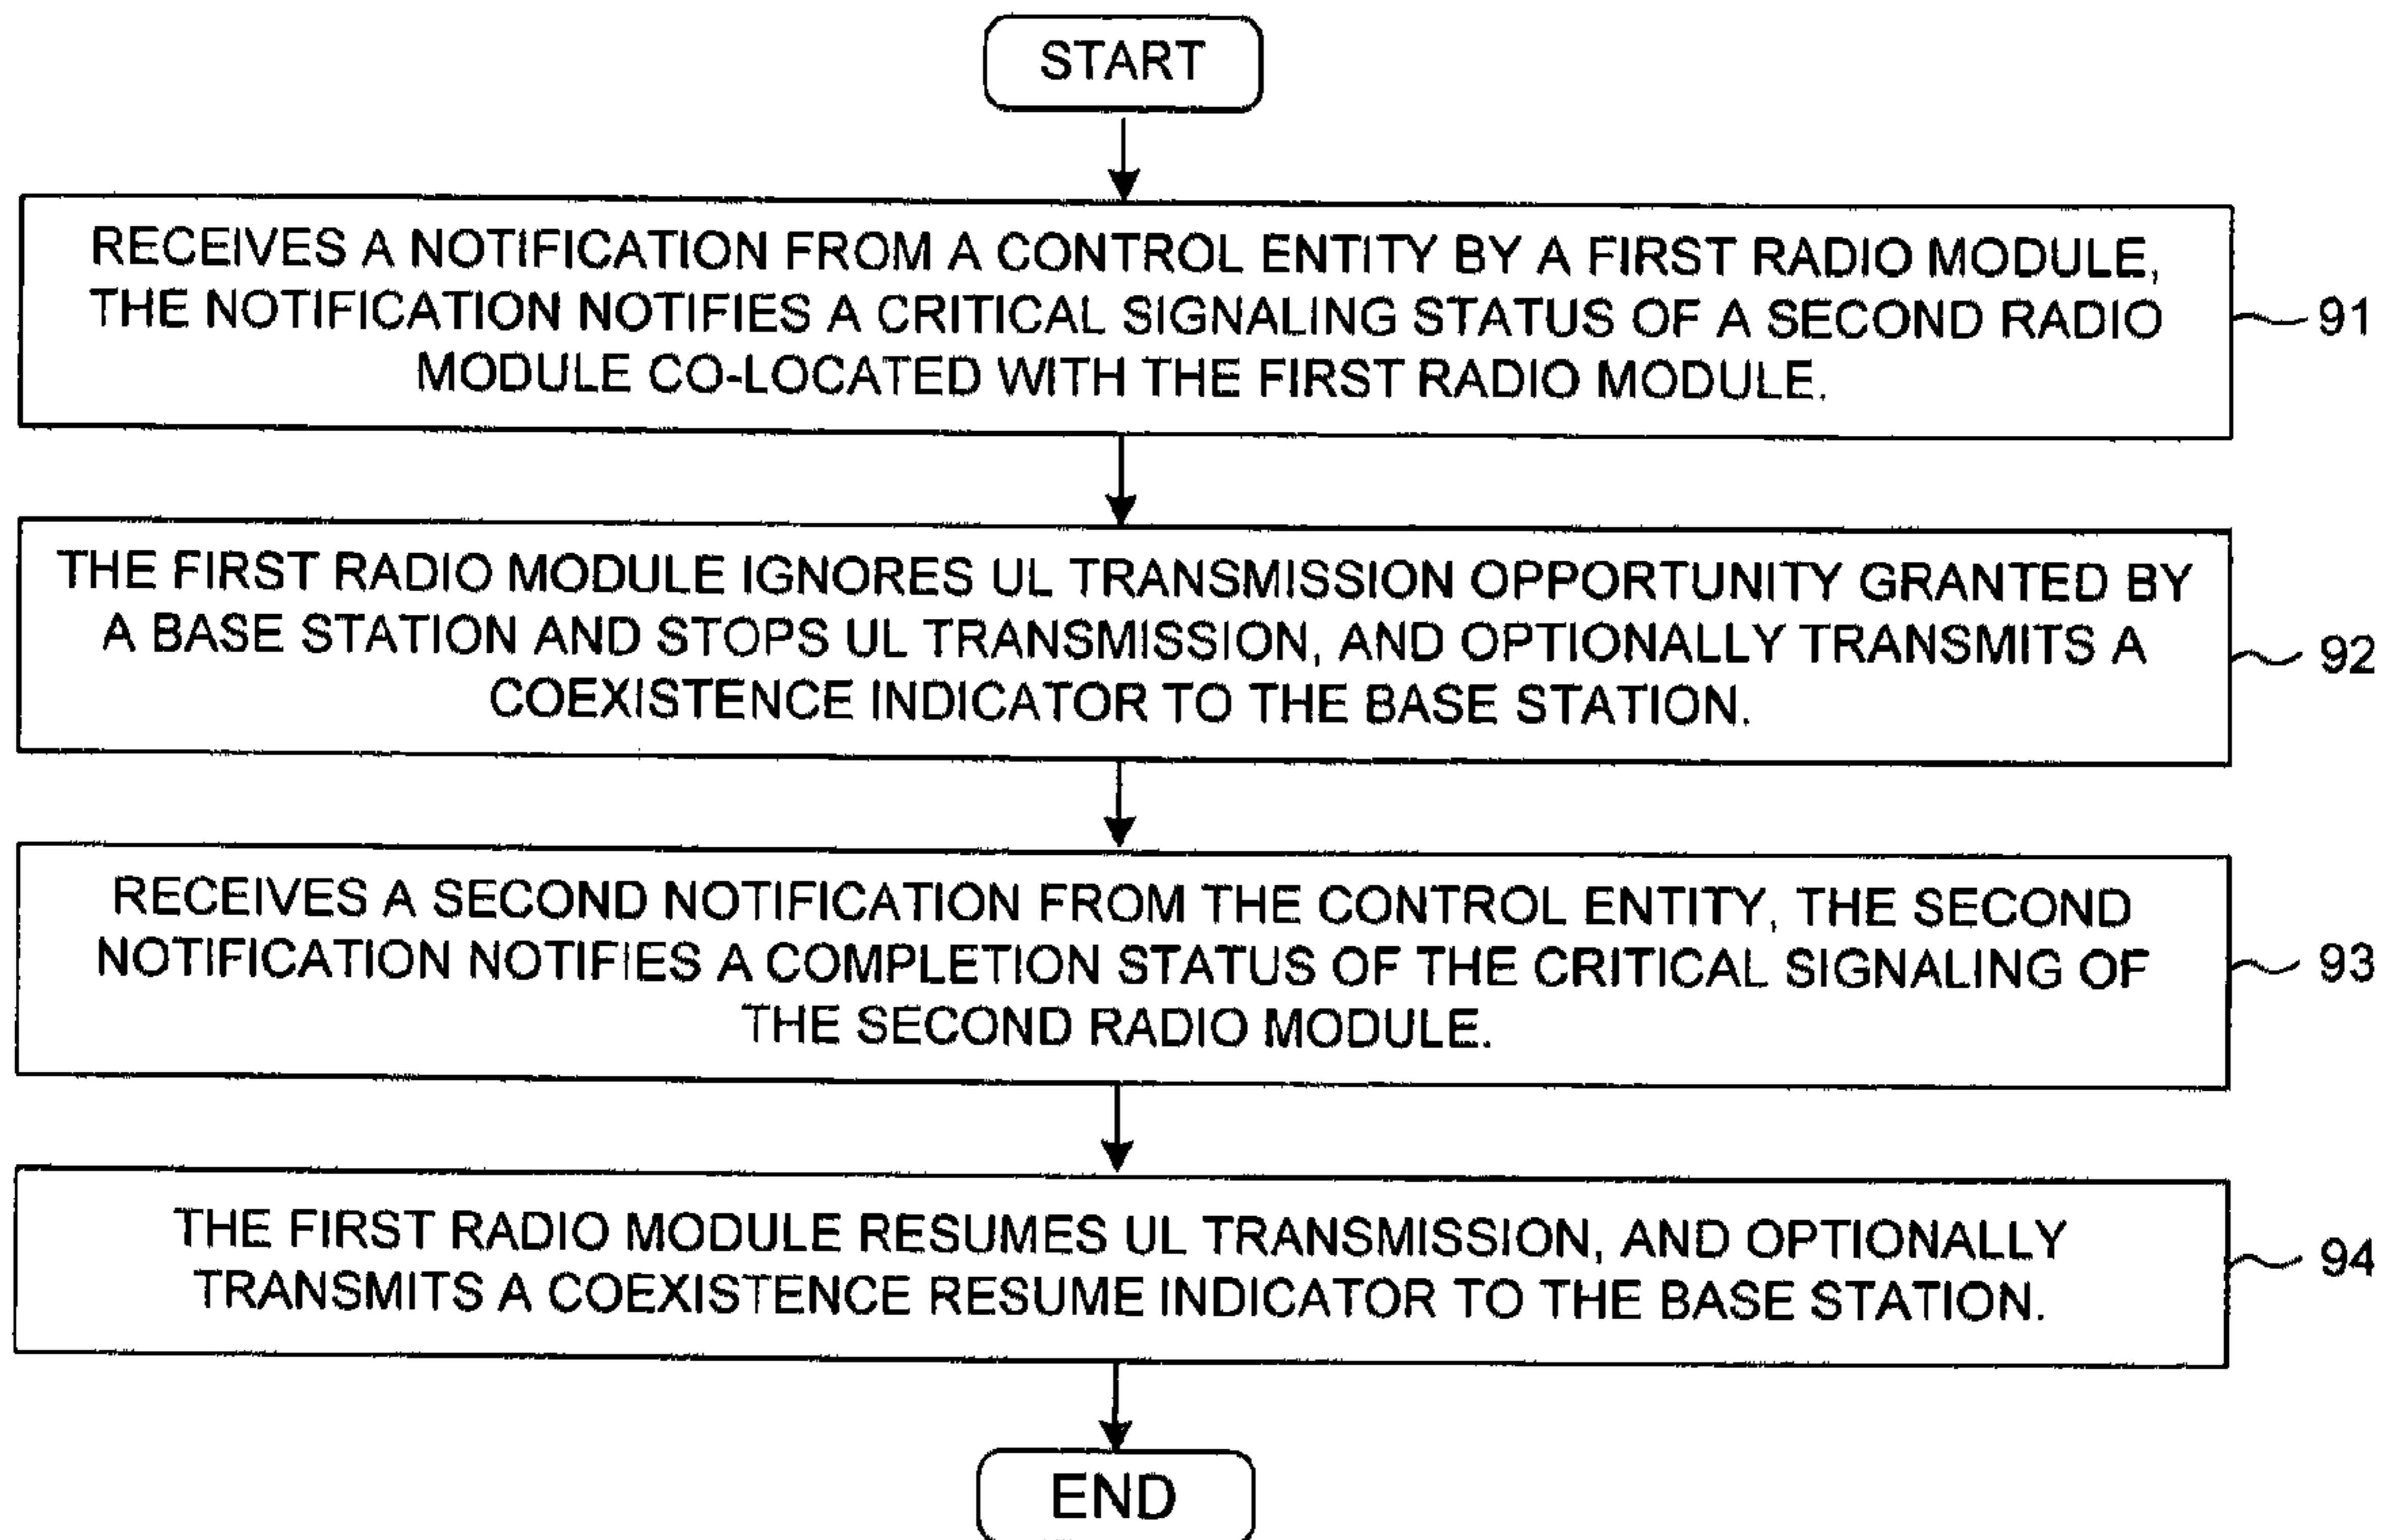 START
RECEIVES A NOTIFICATION FROM A CONTROL ENTITY BY A FIRST RADIO MODULE,
THE NOTIFICATION NOTIFIES A CRITICAL SIGNALING STATUS OF A SECOND RADIO
MODULE CO-LOCATED WITH THE FIRST RADIO MODULE.
91
THE FIRST RADIO MODULE IGNORES UL TRANSMISSION OPPORTUNITY GRANTED BY
A BASE STATION AND STOPS UL TRANSMISSION, AND OPTIONALLY TRANSMITS A
COEXISTENCE INDICATOR TO THE BASE STATION.
92
RECEIVES A SECOND NOTIFICATION FROM THE CONTROL ENTITY, THE SECOND
NOTIFICATION NOTIFIES A COMPLETION STATUS OF THE CRITICAL SIGNALING OF
THE SECOND RADIO MODULE.
93
THE FIRST RADIO MODULE RESUMES UL TRANSMISSION, AND OPTIONALLY
TRANSMITS A COEXISTENCE RESUME INDICATOR TO THE BASE STATION.
94
END